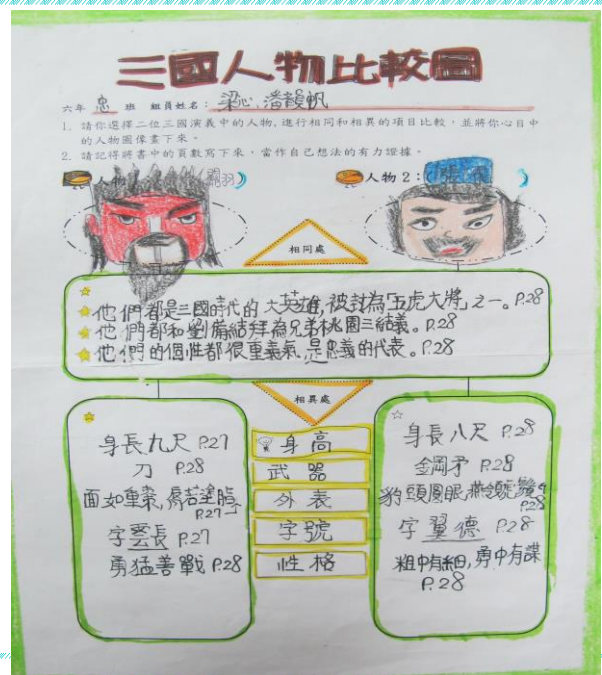 三國人物比較圖
六年 忠 班 組員姓名:梁心、潘韻帆
1. 請你選擇二位三國演義中的人物,進行相同和相異的項目比較,並將你心目中
的人物圖像畫下來。
2. 請記得將書中的頁數寫下來,當作自己想法的有力證據。
人物 (關羽)
人物 2:(張飛
相同處
他們都是三國時代的大英雄,被封為「五虎大將」之一。P.28
他們都和劉備結拜為兄弟桃園三結義。P.28
他們的個性都很重義氣,是忠義的代表。P.28
相異處
身長九尺 P.27
刀 P.28
面如重棗,唇若塗脂。
P.27
字雲長 P.27
勇猛善戰 P.28
身高
武器
外表
字號
性格
身長八尺 P.28
金鋼矛 P.28
豹頭圓眼,燕頷虎鬚。
P.28
字翼德 P.28
粗中有細,勇中有謀
P.28